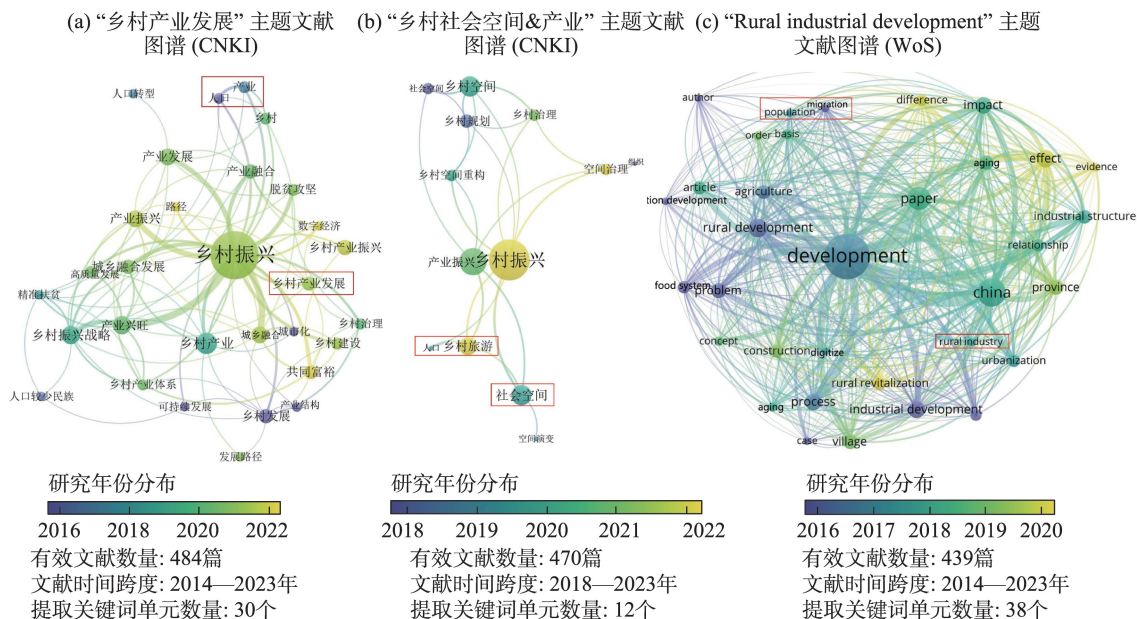 (a) “乡村产业发展” 主题文献
图谱 (CNKI)
人口转型
产业
人口
乡村
产业发展
产业融合
脱贫攻坚
路径
产业振兴
数字经济
乡村振兴
乡村产业振兴
城乡融合发展
高质量发展
乡村产业发展
精准扶贫
产业兴旺
乡村治理
乡村振兴战略
城乡融合
城市化
乡村产业
乡村建设
共同富裕
乡村产业体系
人口较少民族
可持续发展
产业结构
乡村发展
发展路径
研究年份分布
2016 2018 2020 2022
有效文献数量: 484篇
文献时间跨度: 2014—2023年
提取关键词单元数量: 30个
(b) “乡村社会空间&产业” 主题文献
图谱 (CNKI)
社会空间
乡村空间
乡村规划
乡村治理
组织
空间治理
乡村空间重构
产业振兴
乡村振兴
人口
乡村旅游
社会空间
空间演变
研究年份分布
2018 2019 2020 2021 2022
有效文献数量: 470篇
文献时间跨度: 2018—2023年
提取关键词单元数量: 12个
(c) “Rural industrial development” 主题
文献图谱 (WoS)
author
migration
population
difference
impact
order
basis
aging
effect
evidence
article
agriculture
tion development
paper
industrial structure
rural development
relationship
development
food system
problem
china
province
rural industry
concept
construction
digitize
urbanization
rural revitalization
aging
process
industrial development
case
village
研究年份分布
2016 2017 2018 2019 2020
有效文献数量: 439篇
文献时间跨度: 2014—2023年
提取关键词单元数量: 38个